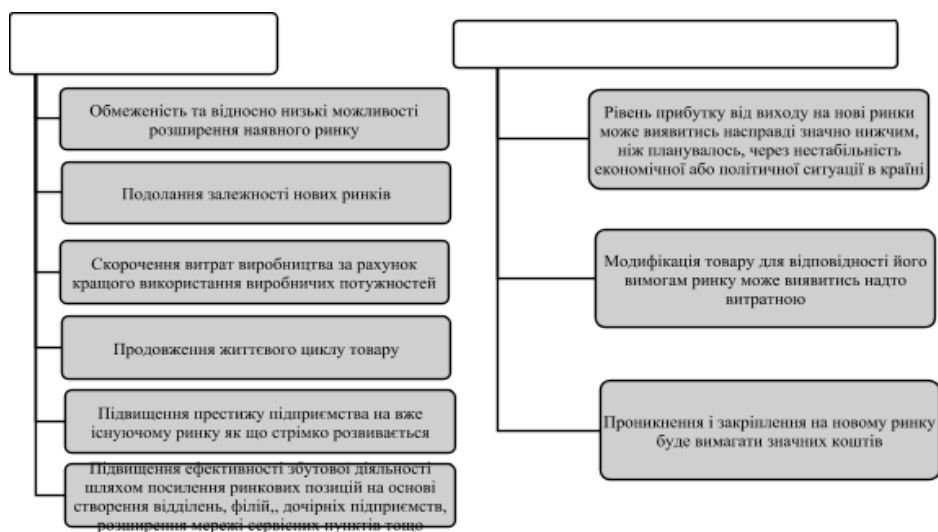 Обмеженість та відносно низькі можливості
розширення наявного ринку
Подолання залежності нових ринків
Скорочення витрат виробництва за рахунок
кращого використання виробничих потужностей
Продовження життєвого циклу товару
Підвищення престижу підприємства на вже
існуючому ринку як що стрімко розвивається
Підвищення ефективності збутової діяльності
шляхом посилення ринкових позицій на основі
створення відділень, філій,, дочірніх підприємств,
розширення мережі сервісних пунктів тощо
Рівень прибутку від виходу на нові ринки
може виявитись насправді значно нижчим,
ніж планувалось, через нестабільність
економічної або політичної ситуації в країні
Модифікація товару для відповідності його
вимогам ринку може виявитись надто
витратною
Проникнення і закріплення на новому ринку
буде вимагати значних коштів